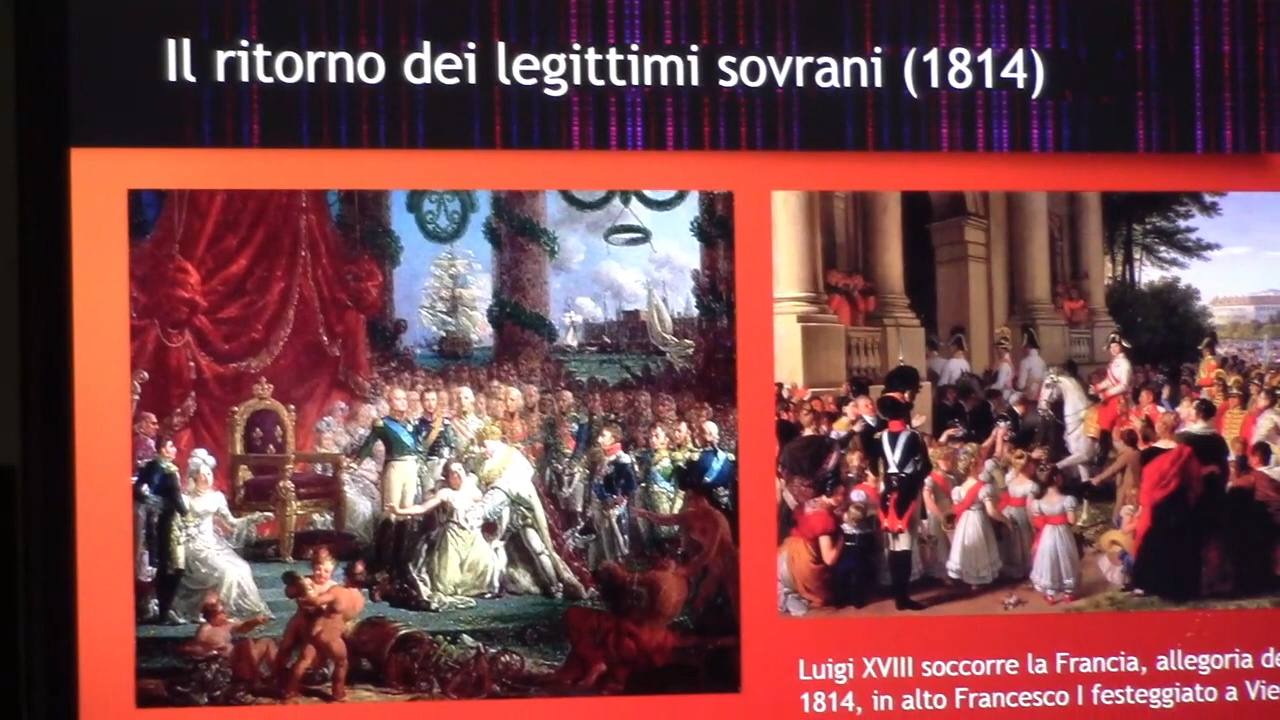 Il ritorno dei legittimi sovrani (1814)
Luigi XVIII soccorre la Francia, allegoria
1814, in alto Francesco I festeggiato a